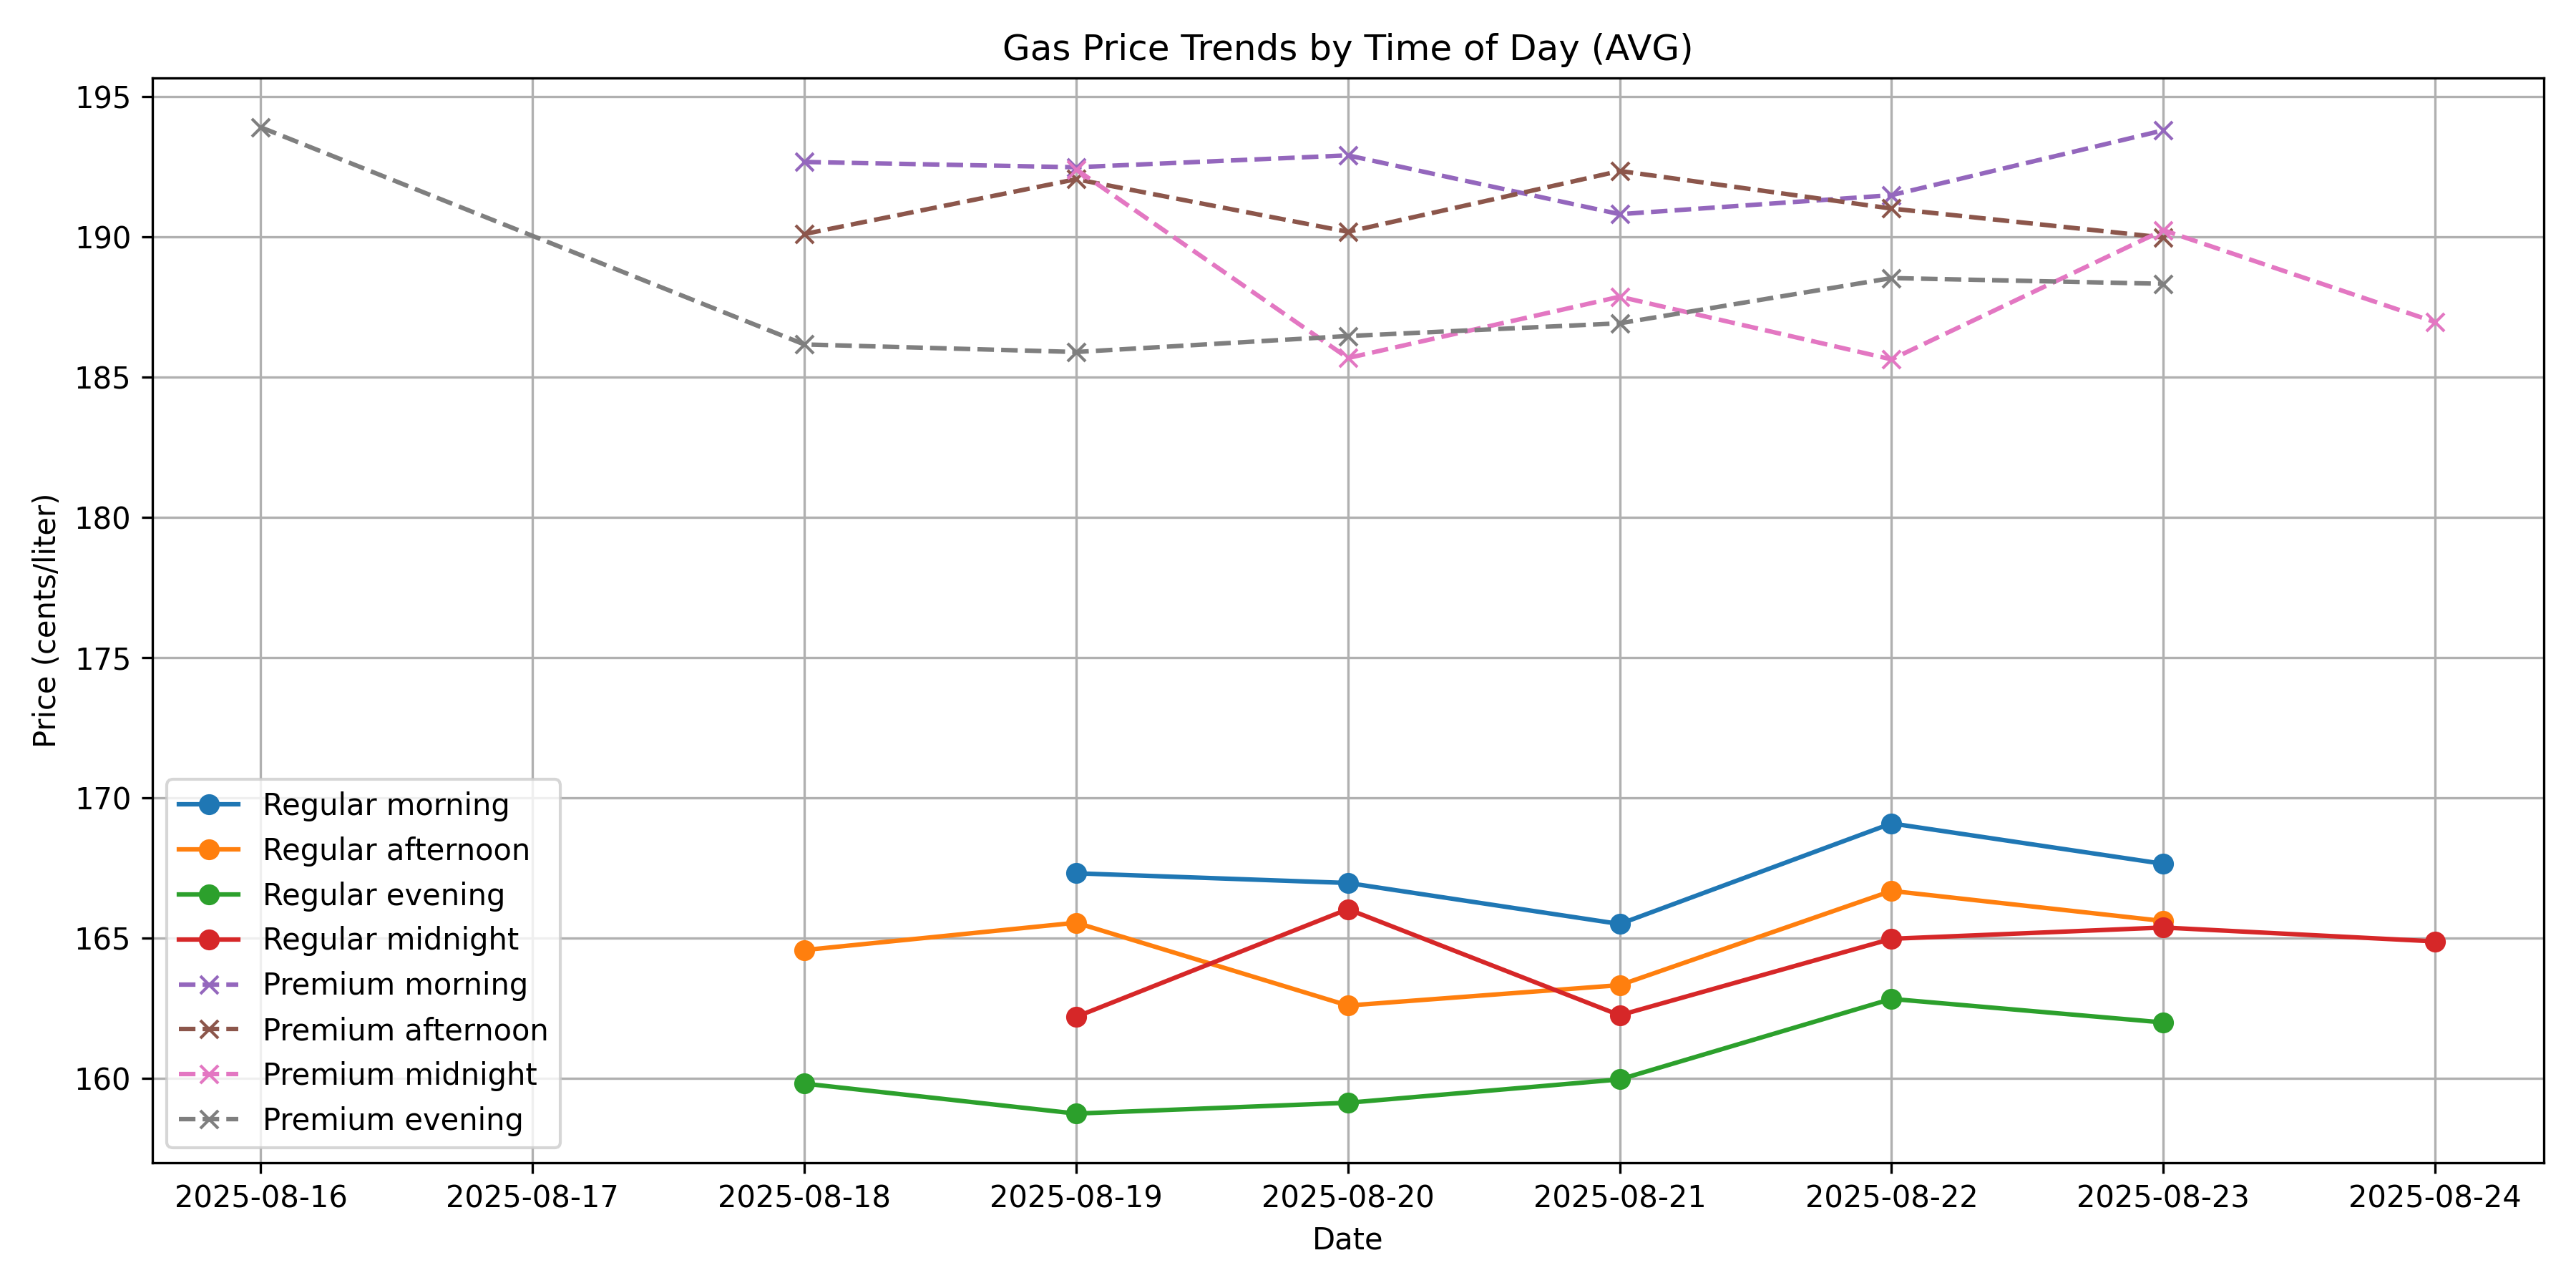 Gas Price Trends by Time of Day (AVG)
195
190
185
180
175
170
165
160
Price (cents/liter)
Regular morning
Regular afternoon
Regular evening
Regular midnight
Premium morning
Premium afternoon
Premium midnight
Premium evening
2025-08-16 2025-08-17 2025-08-18 2025-08-19 2025-08-20 2025-08-21 2025-08-22 2025-08-23 2025-08-24
Date